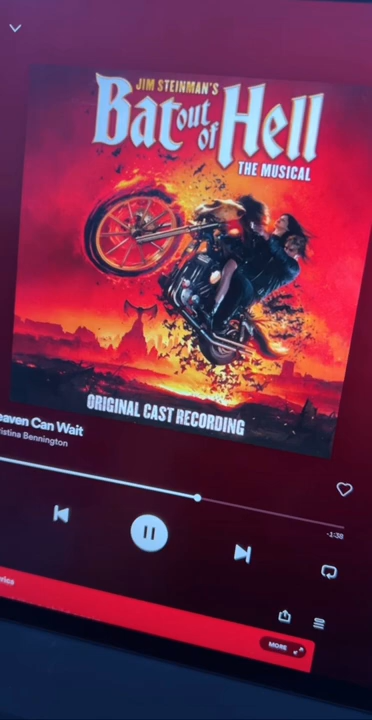 JIM STEINMAN'S
Bat out of Hell
THE MUSICAL
ORIGINAL CAST RECORDING
eaven Can Wait
ristina Bennington
-1:38
yrics
MORE